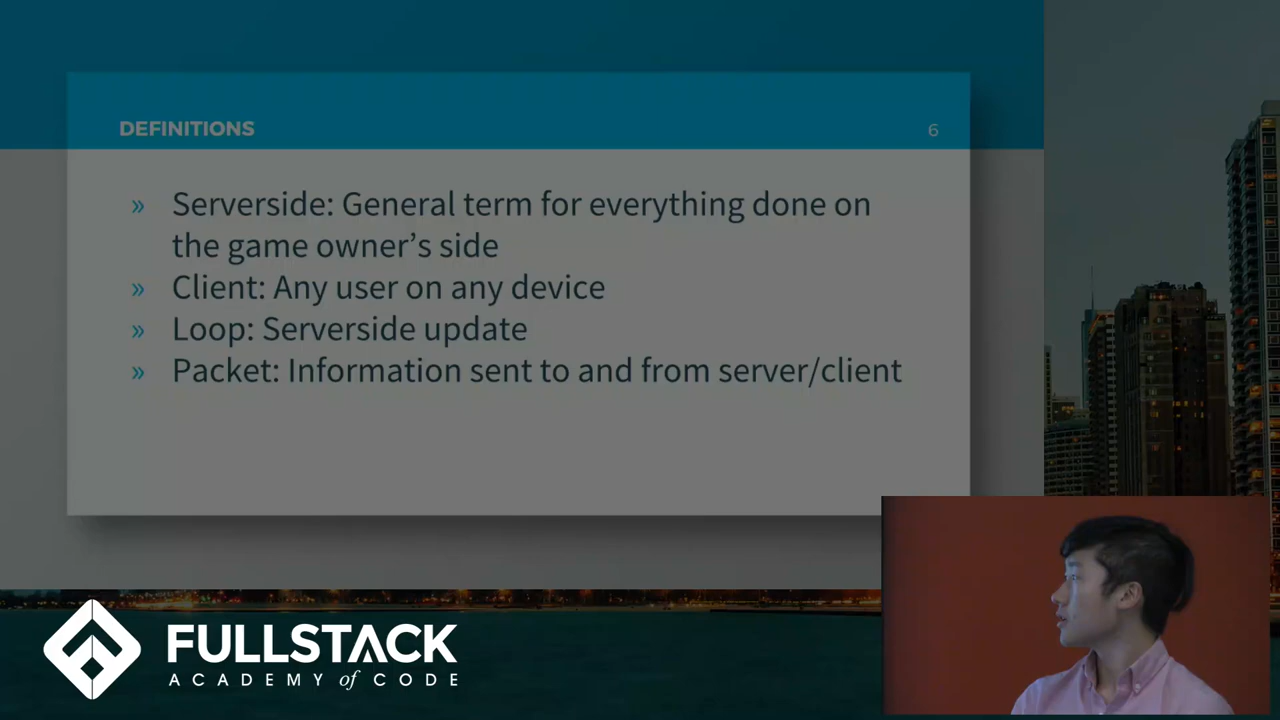 DEFINITIONS
6
» Serverside: General term for everything done on
the game owner’s side
» Client: Any user on any device
» Loop: Serverside update
» Packet: Information sent to and from server/client
FULLSTACK
ACADEMY of CODE